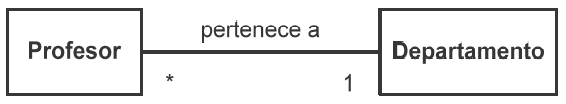 pertenece a
Profesor
Departamento
* 1